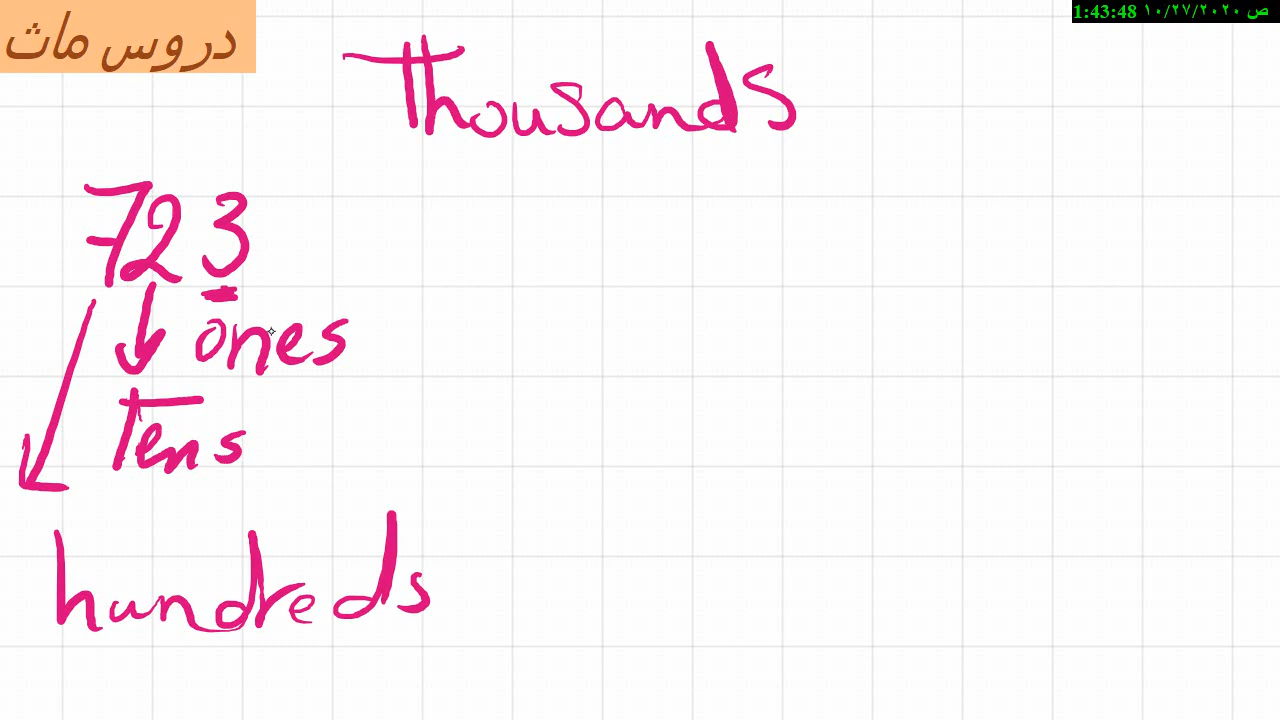 دروس ماث
1:43:48 ص ١٠/٢٧/٢٠٢٠
Thousands
723
ones
Tens
hundreds